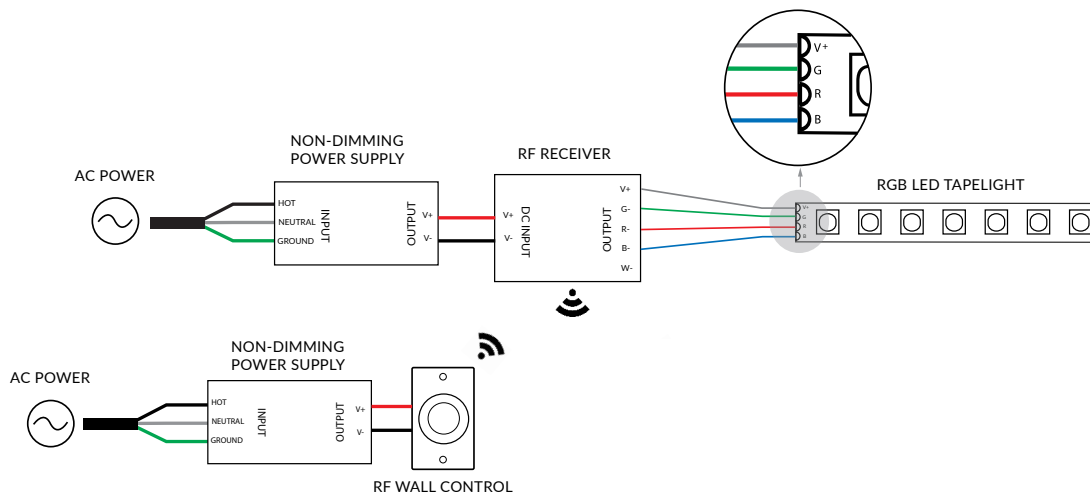 V+
G
R
B
NON-DIMMING
POWER SUPPLY
RF RECEIVER
AC POWER
RGB LED TAPELIGHT
HOT
NEUTRAL
GROUND
INPUT
OUTPUT
V+
V-
V+
V-
DC INPUT
OUTPUT
V+
G-
R-
B-
W-
V+
G
R
B
NON-DIMMING
POWER SUPPLY
AC POWER
HOT
NEUTRAL
GROUND
INPUT
OUTPUT
V+
V-
RF WALL CONTROL